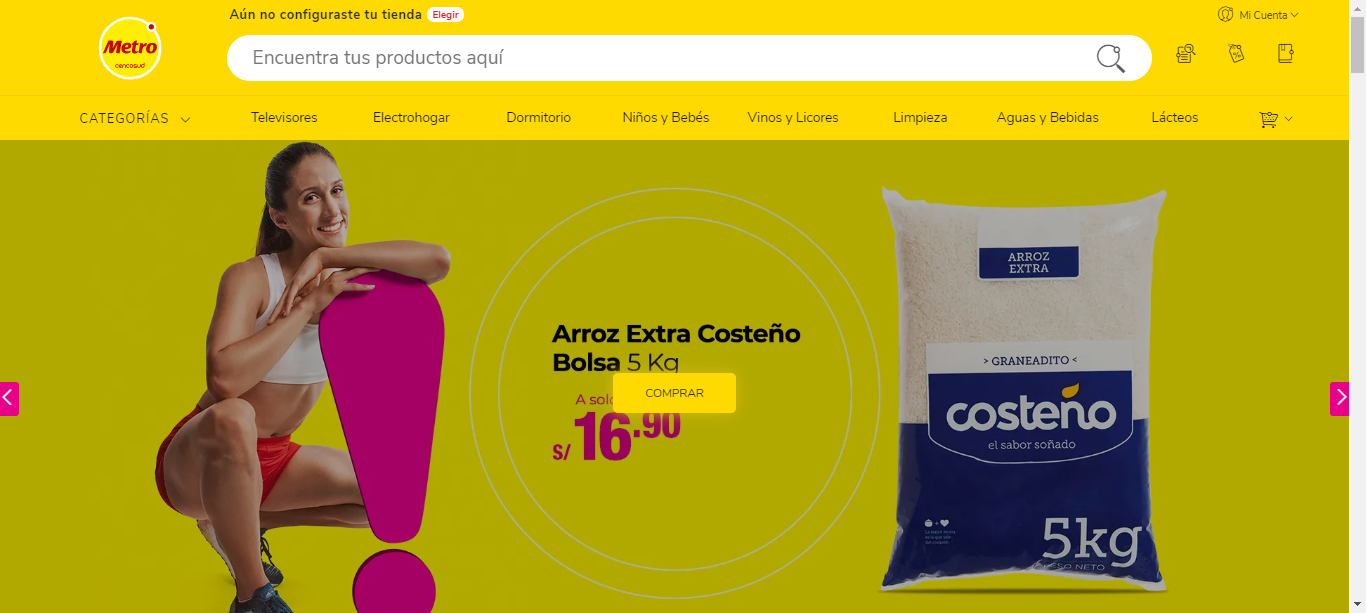 Aún no configuraste tu tienda Elegir
Mi Cuenta
Metro
cencosud
Encuentra tus productos aquí
CATEGORÍAS
Televisores
Electrohogar
Dormitorio
Niños y Bebés
Vinos y Licores
Limpieza
Aguas y Bebidas
Lácteos
Arroz Extra Costeño
Bolsa 5 Kg
A solo
COMPRAR
S/ 16.90
ARROZ
EXTRA
> GRANEADITO <
costeño
el sabor soñado
5kg
PESO NETO